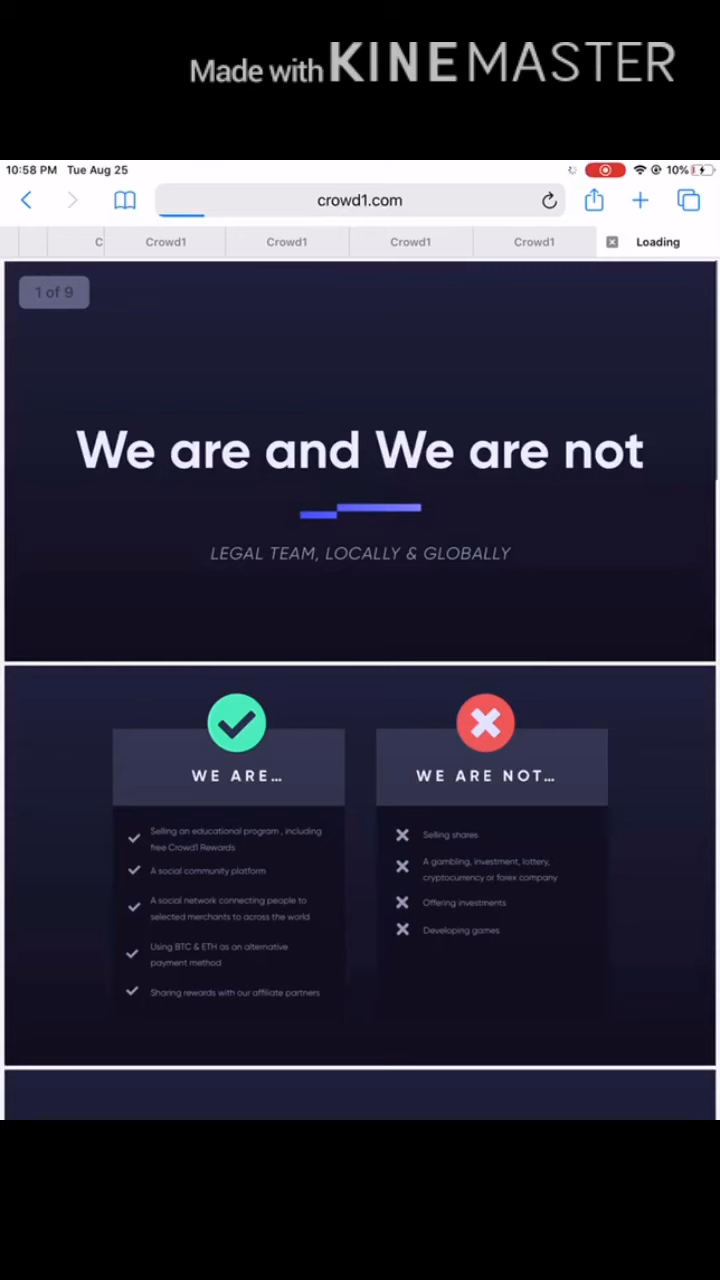 Made with KINEMASTER
10:58 PM Tue Aug 25
10%
crowd1.com
C
Crowd1
Crowd1
Crowd1
Crowd1
Loading
1 of 9
We are and We are not
LEGAL TEAM, LOCALLY & GLOBALLY
WE ARE...
Selling an educational program , including
free Crowd1 Rewards
A social community platform
A social network connecting people to
selected merchants to across the world
Using BTC & ETH as an alternative
payment method
Sharing rewards with our affiliate partners
WE ARE NOT...
Selling shares
A gambling, investment, lottery,
cryptocurrency or forex company
Offering investments
Developing games